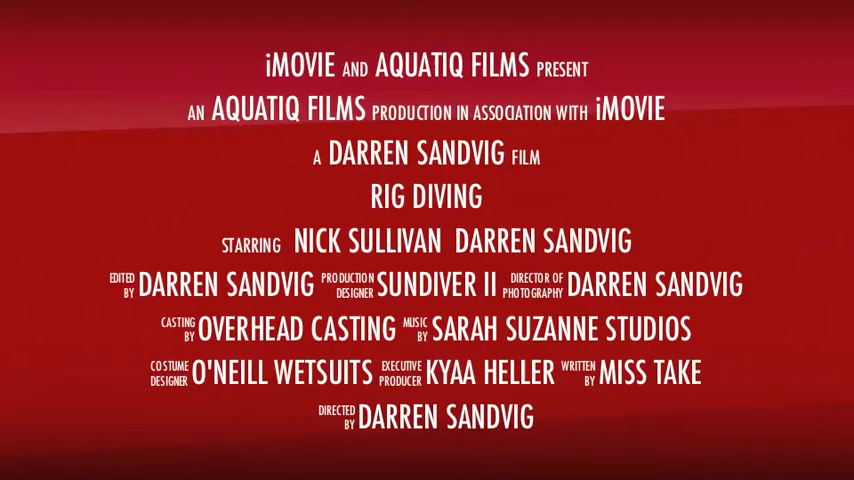 iMOVIE AND AQUATIQ FILMS PRESENT
AN AQUATIQ FILMS PRODUCTION IN ASSOCIATION WITH iMOVIE
A DARREN SANDVIG FILM
RIG DIVING
STARRING NICK SULLIVAN DARREN SANDVIG
EDITED BY DARREN SANDVIG PRODUCTION DESIGNER SUNDIVER II DIRECTOR OF PHOTOGRAPHY DARREN SANDVIG
CASTING BY OVERHEAD CASTING MUSIC BY SARAH SUZANNE STUDIOS
COSTUME DESIGNER O'NEILL WETSUITS EXECUTIVE PRODUCER KYAA HELLER WRITTEN BY MISS TAKE
DIRECTED BY DARREN SANDVIG